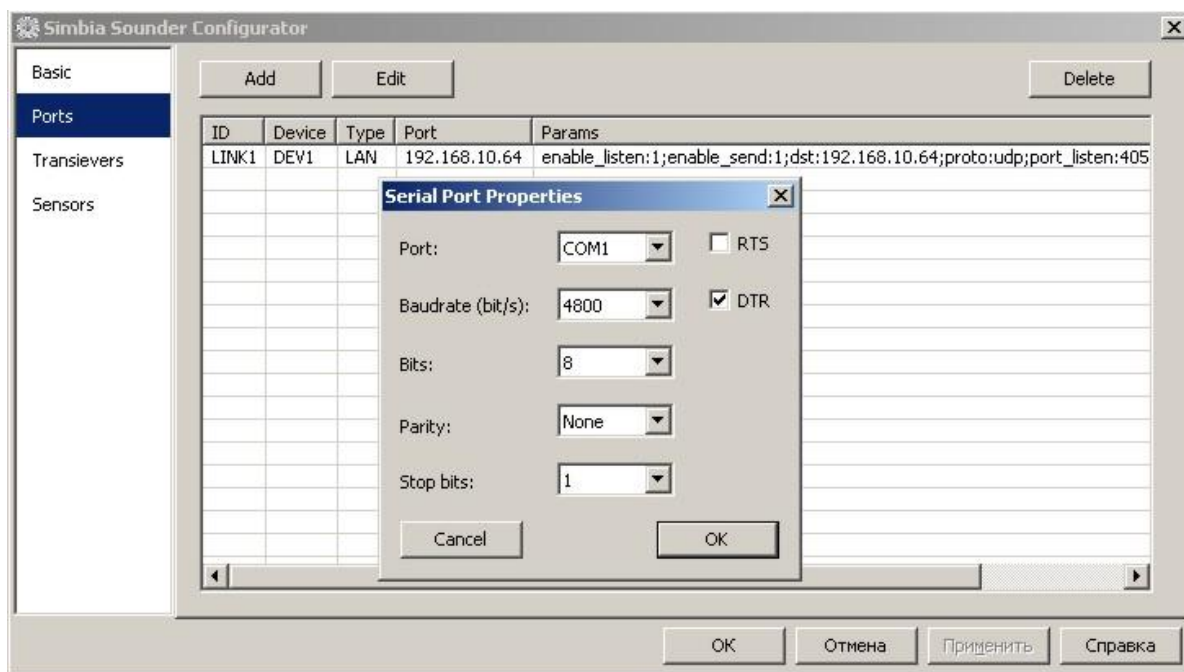 Simbia Sounder Configurator
Basic
Ports
Transievers
Sensors
Add Edit Delete
ID Device Type Port Params
LINK1 DEV1 LAN 192.168.10.64 enable_listen:1;enable_send:1;dst:192.168.10.64;proto:udp;port_listen:405
Serial Port Properties
Port: COM1 RTS
Baudrate (bit/s): 4800 DTR
Bits: 8
Parity: None
Stop bits: 1
Cancel OK
OK Отмена Применить Справка